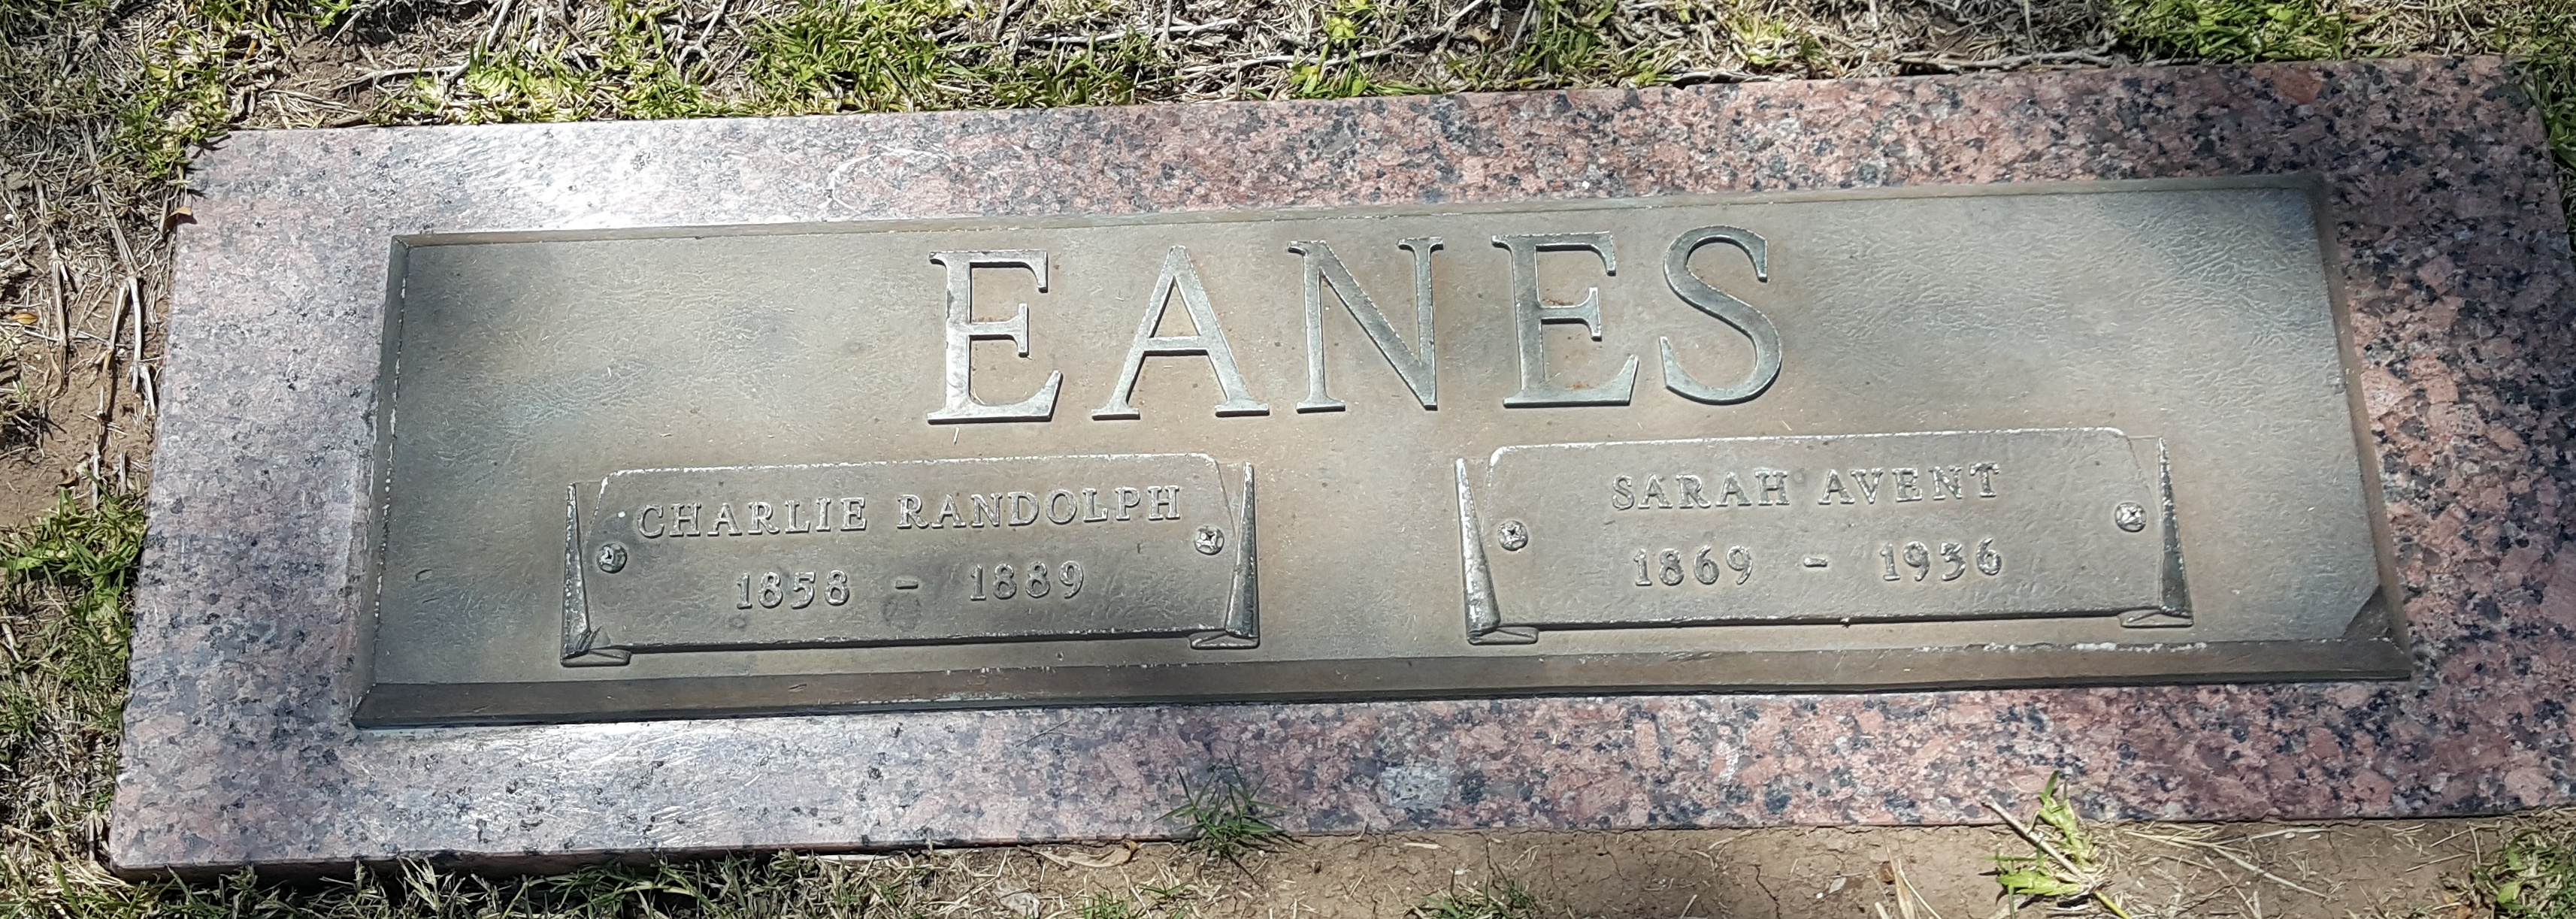 EANES
CHARLIE RANDOLPH
1858 - 1889
SARAH AVENT
1869 - 1936